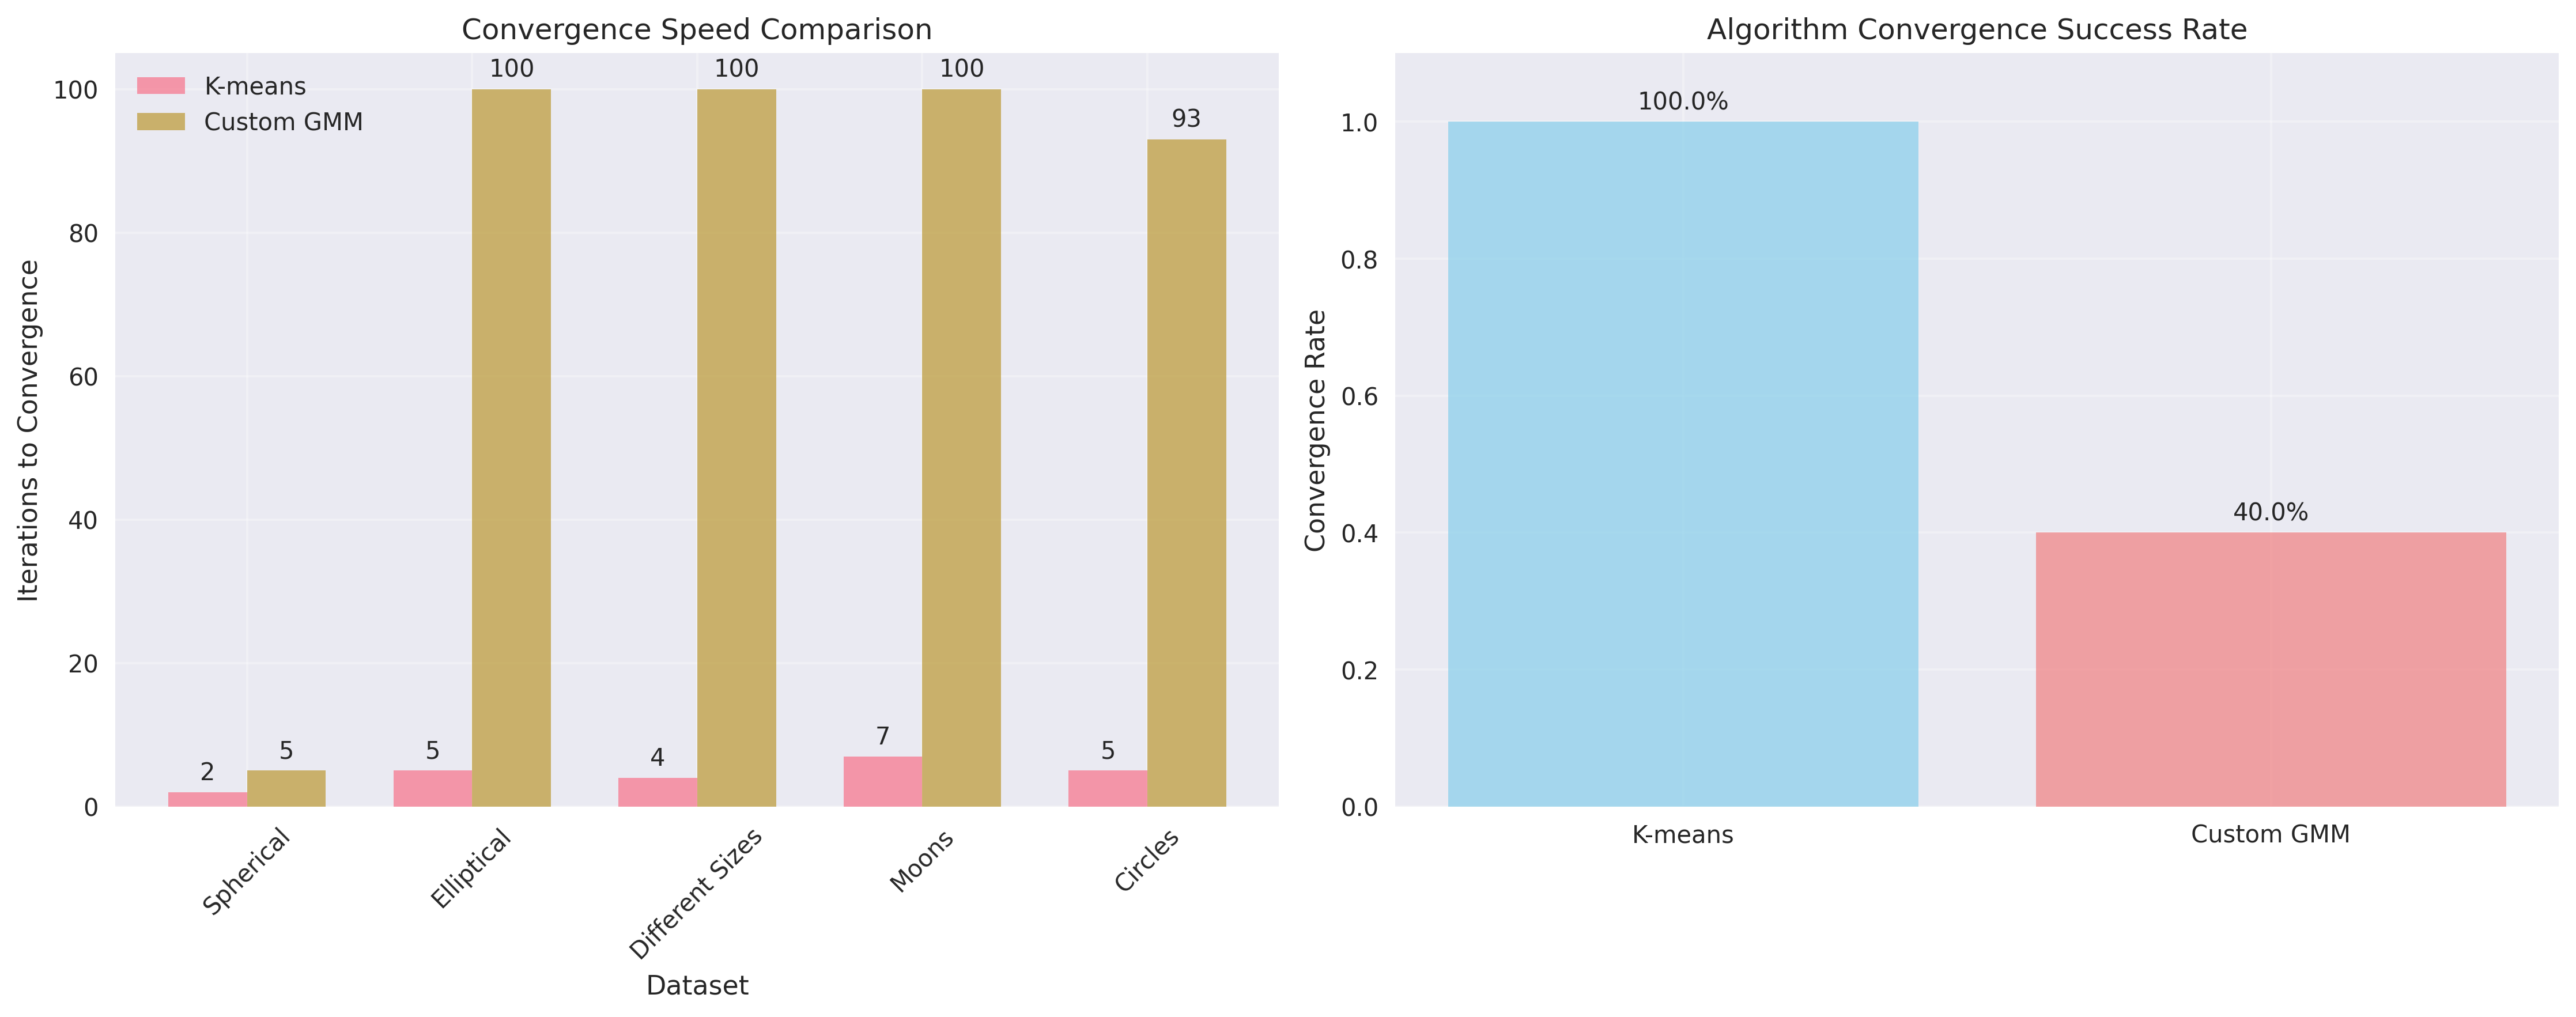 Convergence Speed Comparison
Iterations to Convergence
100
80
60
40
20
0
K-means
Custom GMM
2
5
5
100
4
100
7
100
5
93
Spherical
Elliptical
Different Sizes
Moons
Circles
Dataset
Algorithm Convergence Success Rate
Convergence Rate
1.0
0.8
0.6
0.4
0.2
0.0
100.0%
40.0%
K-means
Custom GMM